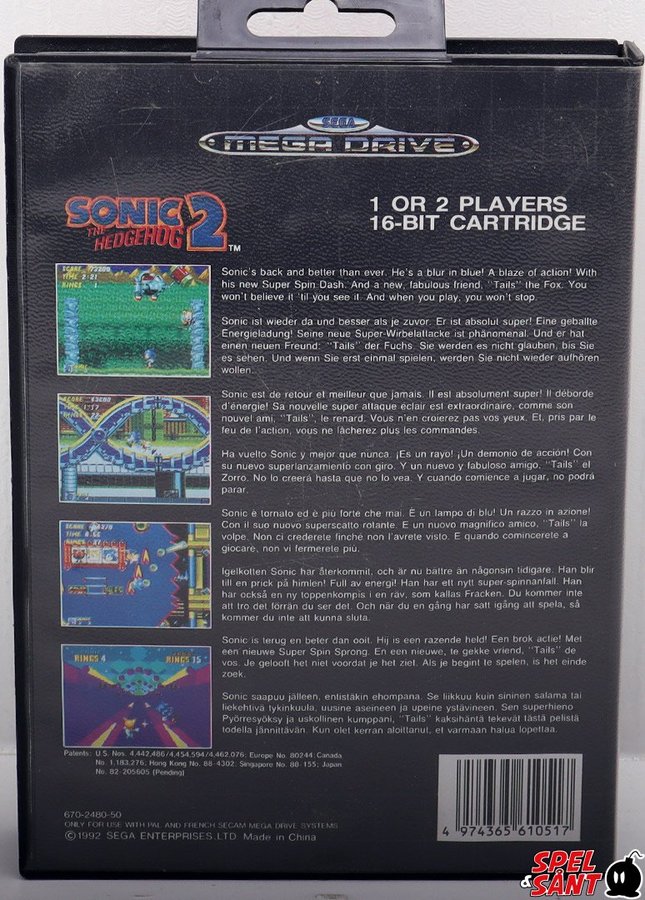 SEGA
MEGA DRIVE
SONIC
THE
HEDGEHOG
2
TM
1 OR 2 PLAYERS
16-BIT CARTRIDGE
Sonic's back and better than ever. He's a blur in blue! A blaze of action! With
his new Super Spin Dash. And a new, fabulous friend, "Tails" the Fox. You
won't believe it 'til you see it. And when you play, you won't stop.
Sonic ist wieder da und besser als je zuvor. Er ist absolut super! Eine geballte
Energieladung! Seine neue Super-Wirbelattacke ist phänomenal. Und er hat
einen neuen Freund: "Tails" der Fuchs. Sie werden es nicht glauben, bis Sie
es sehen. Und wenn Sie erst einmal spielen, werden Sie nicht wieder aufhören
wollen.
Sonic est de retour et meilleur que jamais. Il est absolument super! Il déborde
d'énergie! Sa nouvelle super attaque éclair est extraordinaire, comme son
nouvel ami, "Tails", le renard. Vous n'en croierez pas vos yeux. Et, pris par le
feu de l'action, vous ne lâcherez plus les commandes.
Ha vuelto Sonic y mejor que nunca. ¡Es un rayo! ¡Un demonio de acción! Con
su nuevo superlanzamiento con giro. Y un nuevo y fabuloso amigo, "Tails" el
Zorro. No lo creerá hasta que no lo vea. Y cuando comience a jugar, no podrá
parar.
Sonic è tornato ed è più forte che mai. È un lampo di blu! Un razzo in azione!
Con il suo nuovo superscatto rotante. E un nuovo magnifico amico, "Tails" la
volpe. Non ci crederete finché non l'avrete visto. E quando comincerete a
giocare, non vi fermerete più.
Igelkotten Sonic har återkommit, och är nu bättre än någonsin tidigare. Han blir
till en prick på himlen! Full av energi! Han har ett nytt super-spinnanfall. Han
har också en ny toppenkompis i en räv, som kallas Fracken. Du kommer inte
att tro det förrän du ser det. Och när du en gång har satt igång att spela, så
kommer du inte att kunna sluta.
Sonic is terug en beter dan ooit. Hij is een razende held! Een brok actie! Met
een nieuwe Super Spin Sprong. En een nieuwe, te gekke vriend, "Tails" de
vos. Je gelooft het niet voordat je het ziet. Als je begint te spelen, is het einde
zoek.
Sonic saapuu jälleen, entistäkin ehompana. Se liikkuu kuin sininen salama tai
liekehtivä tykinkuula, uusine aseineen ja upeine ystävineen. Sen superhieno
Pyörresyöksy ja uskollinen kumppani, "Tails" kaksihäntä tekevät tästä pelistä
todella jännittävän. Kun olet kerran aloittanut, et varmaan halua lopettaa.
SCORE
TIME 2:21
RINGS 1
SCORE
TIME
RINGS 4
RINGS 15
Patents: U.S. Nos. 4,442,486/4,454,594/4,462,076; Europe No. 80244; Canada
No. 1,183,276; Hong Kong No. 88-4302; Singapore No. 88-155; Japan
No. 82-205605 (Pending)
670-2480-50
ONLY FOR USE WITH PAL AND FRENCH SECAM MEGA DRIVE SYSTEMS
©1992 SEGA ENTERPRISES, LTD. Made in China
4 974365 610517
SPEL
& SÅNT